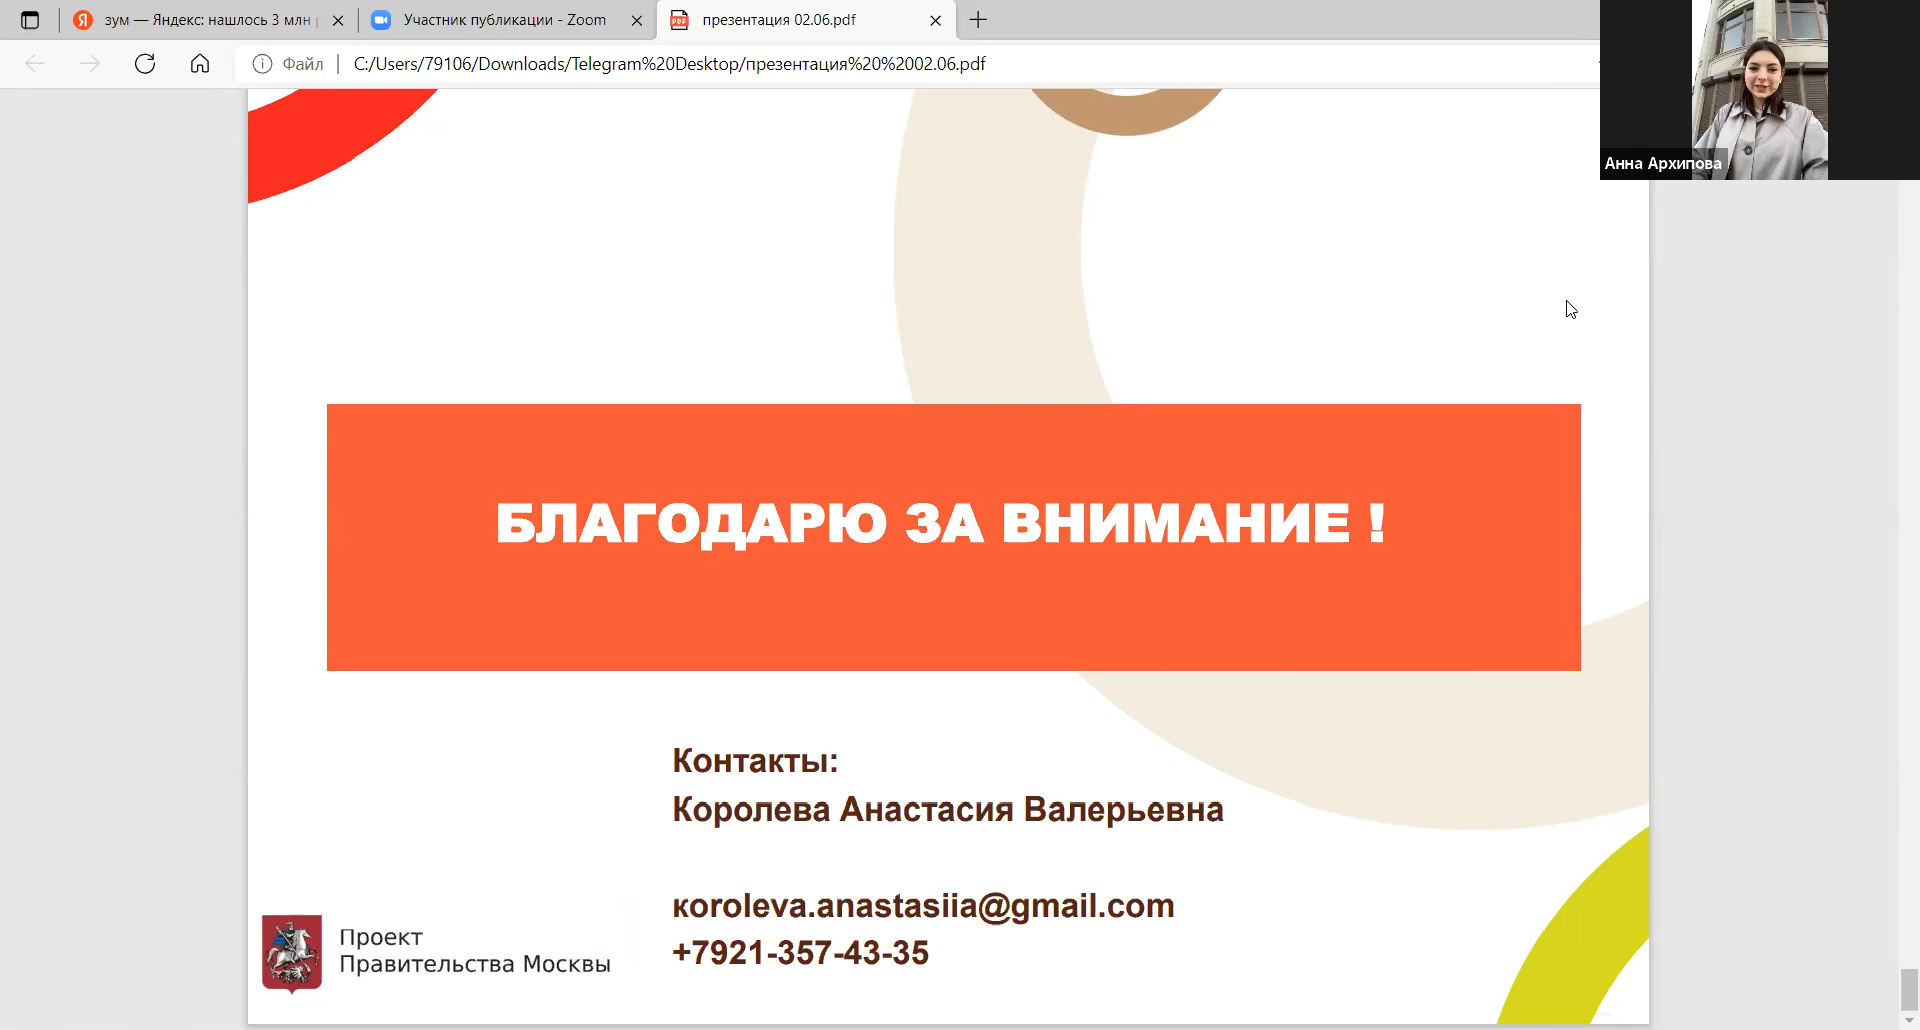 зум — Яндекс: нашлось 3 млн
Участник публикации - Zoom
презентация 02.06.pdf
Файл
C:/Users/79106/Downloads/Telegram%20Desktop/презентация%20%2002.06.pdf
Анна Архипова
БЛАГОДАРЮ ЗА ВНИМАНИЕ !
Контакты:
Королева Анастасия Валерьевна
кoroleva.anastasiia@gmail.com
+7921-357-43-35
Проект
Правительства Москвы